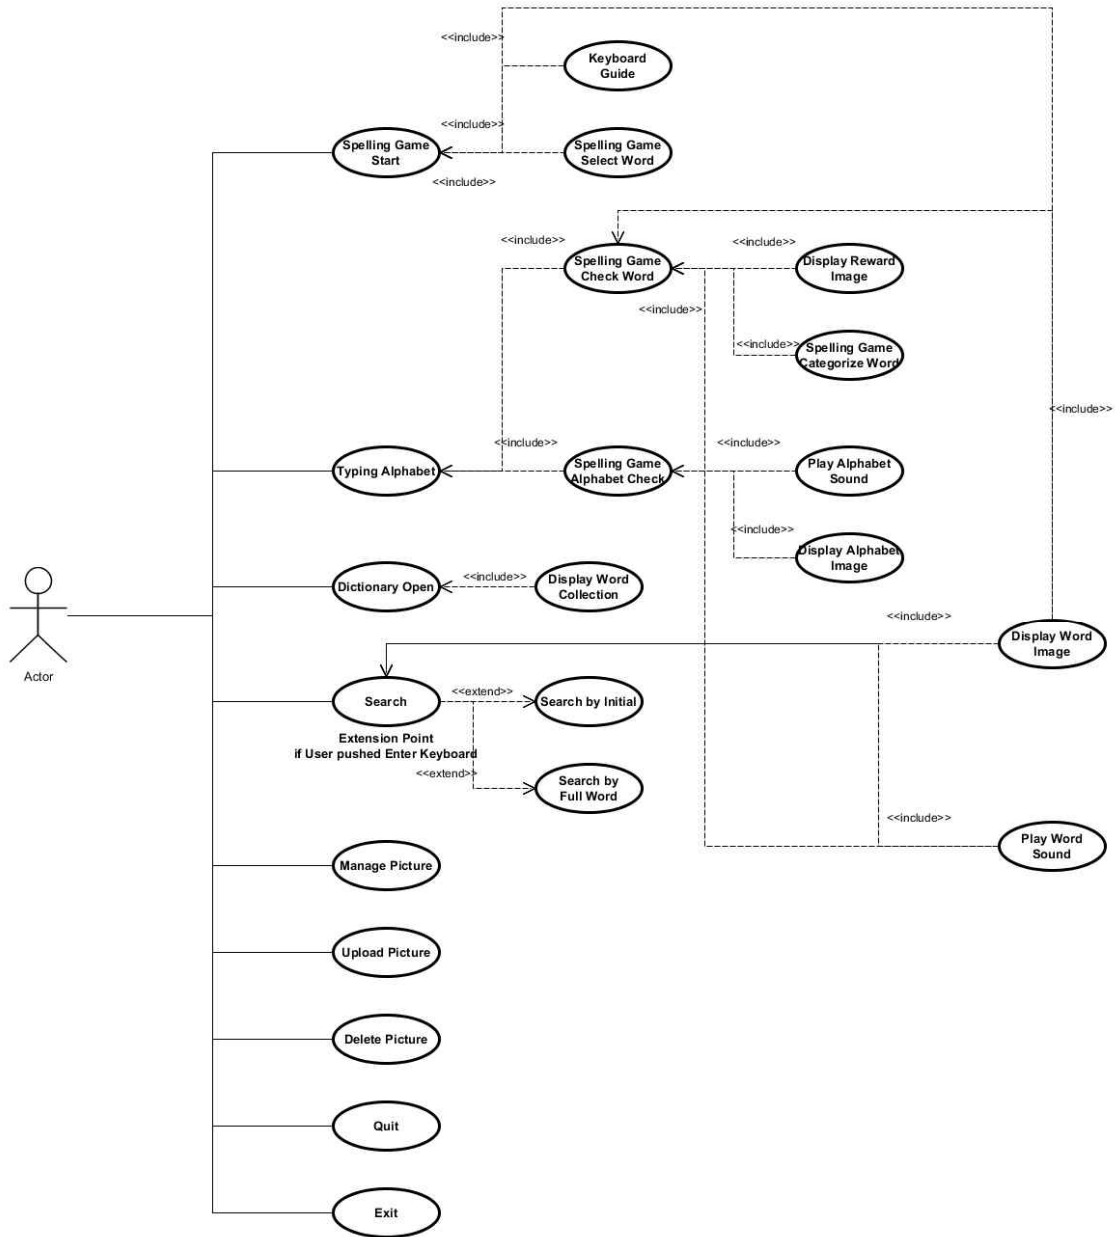 <<include>>
Keyboard
Guide
<<include>>
Spelling Game
Start
Spelling Game
Select Word
<<include>>
<<include>>
Spelling Game
Check Word
<<include>>
Display Reward
Image
<<include>>
<<include>>
Spelling Game
Categorize Word
<<include>>
Typing Alphabet
<<include>>
Spelling Game
Alphabet Check
<<include>>
Play Alphabet
Sound
<<include>>
Display Alphabet
Image
Dictionary Open
<<include>>
Display Word
Collection
Actor
<<include>>
Display Word
Image
Search
<<extend>>
Search by Initial
Extension Point
if User pushed Enter Keyboard
<<extend>>
Search by
Full Word
<<include>>
Play Word
Sound
Manage Picture
Upload Picture
Delete Picture
Quit
Exit